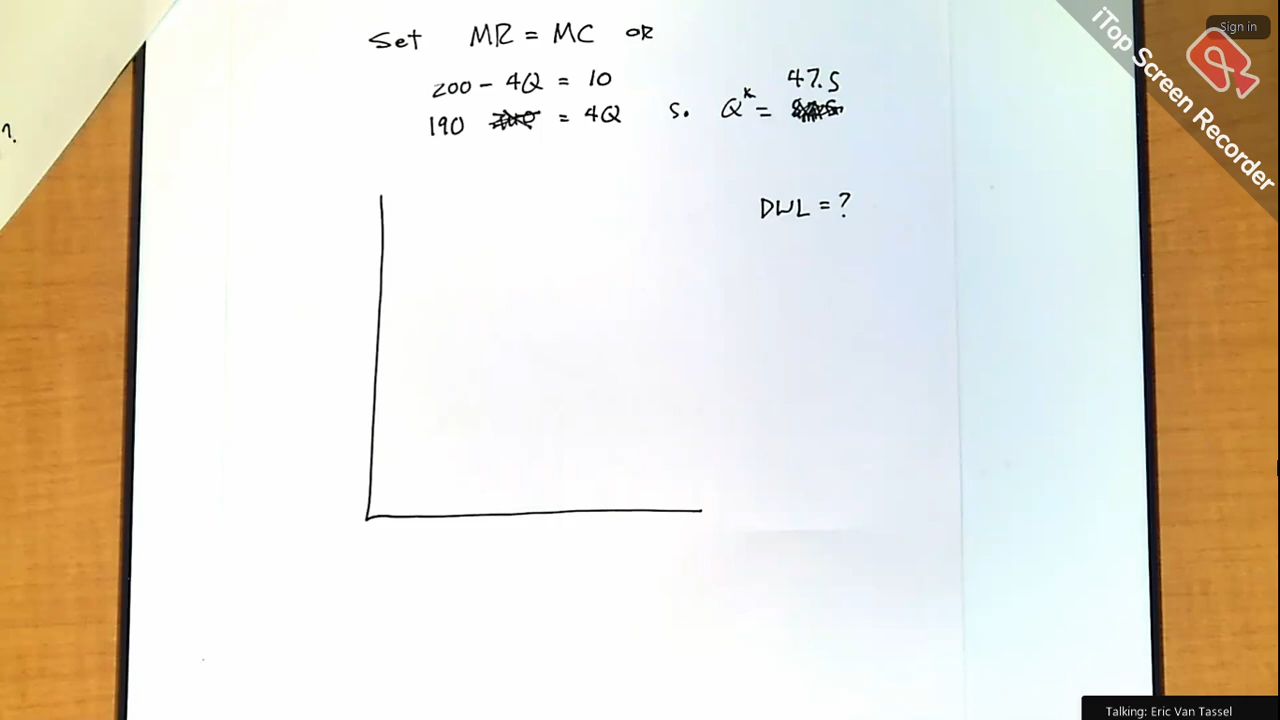 Set MR = MC OR
200 - 4Q = 10
190 = 4Q So Q* = 47.5
DWL = ?
?
Sign in
iTop Screen Recorder
Talking: Eric Van Tassel